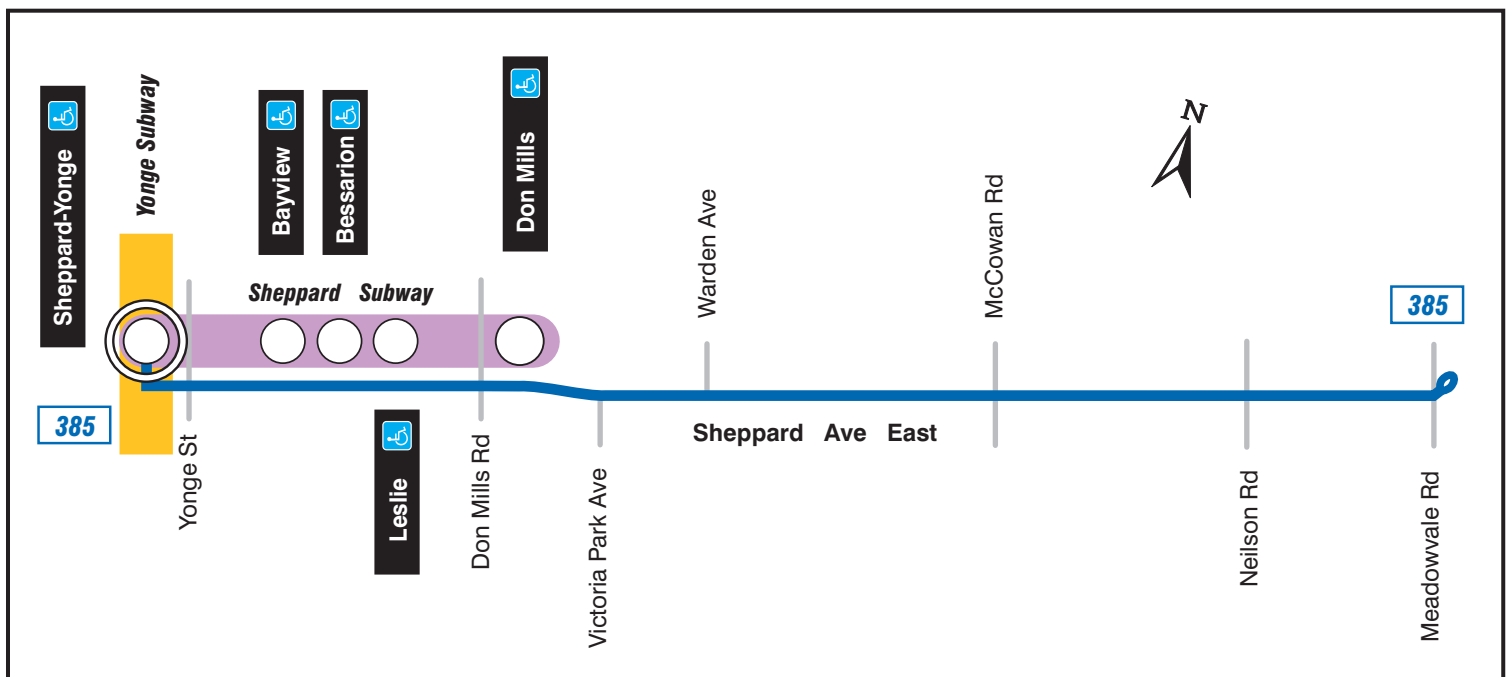 Sheppard-Yonge
Yonge Subway
Bayview
Bessarion
Don Mills
N
Warden Ave
McCowan Rd
385
Sheppard Subway
385
Yonge St
Leslie
Don Mills Rd
Victoria Park Ave
Sheppard Ave East
Neilson Rd
Meadowvale Rd